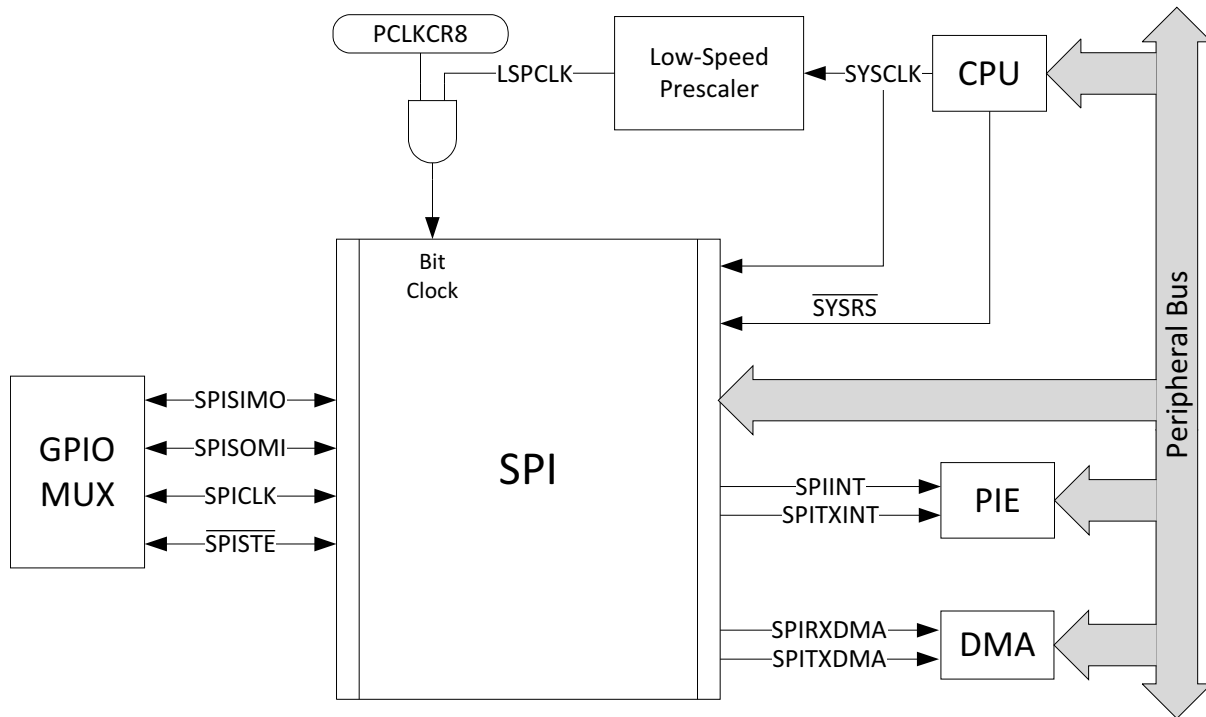 PCLKCR8
LSPCLK
Low-Speed
Prescaler
SYSCLK
CPU
Bit
Clock
SYSRS
Peripheral Bus
GPIO
MUX
SPISIMO
SPISOMI
SPICLK
SPISTE
SPI
SPIINT
SPITXINT
PIE
SPIRXDMA
SPITXDMA
DMA